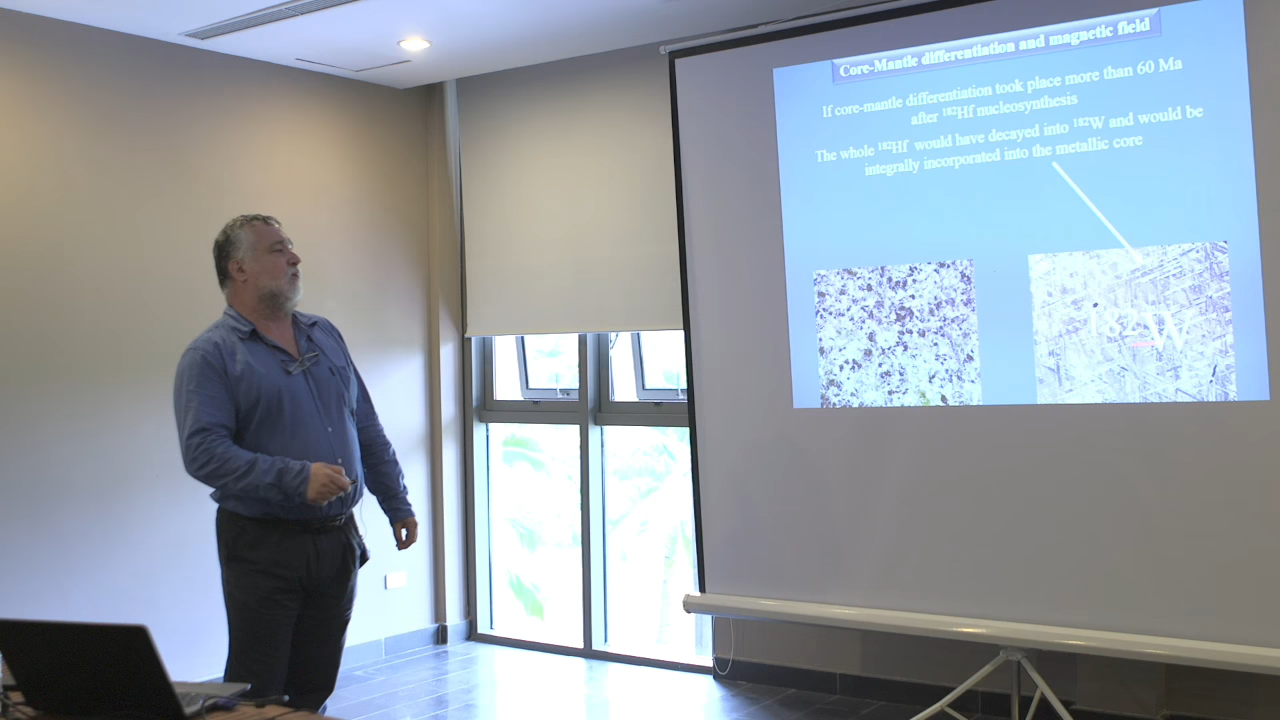 Core-Mantle differentiation and magnetic field
If core-mantle differentiation took place more than 60 Ma
after ¹⁸²Hf nucleosynthesis
The whole ¹⁸²Hf would have decayed into ¹⁸²W and would be
integrally incorporated into the metallic core
182W